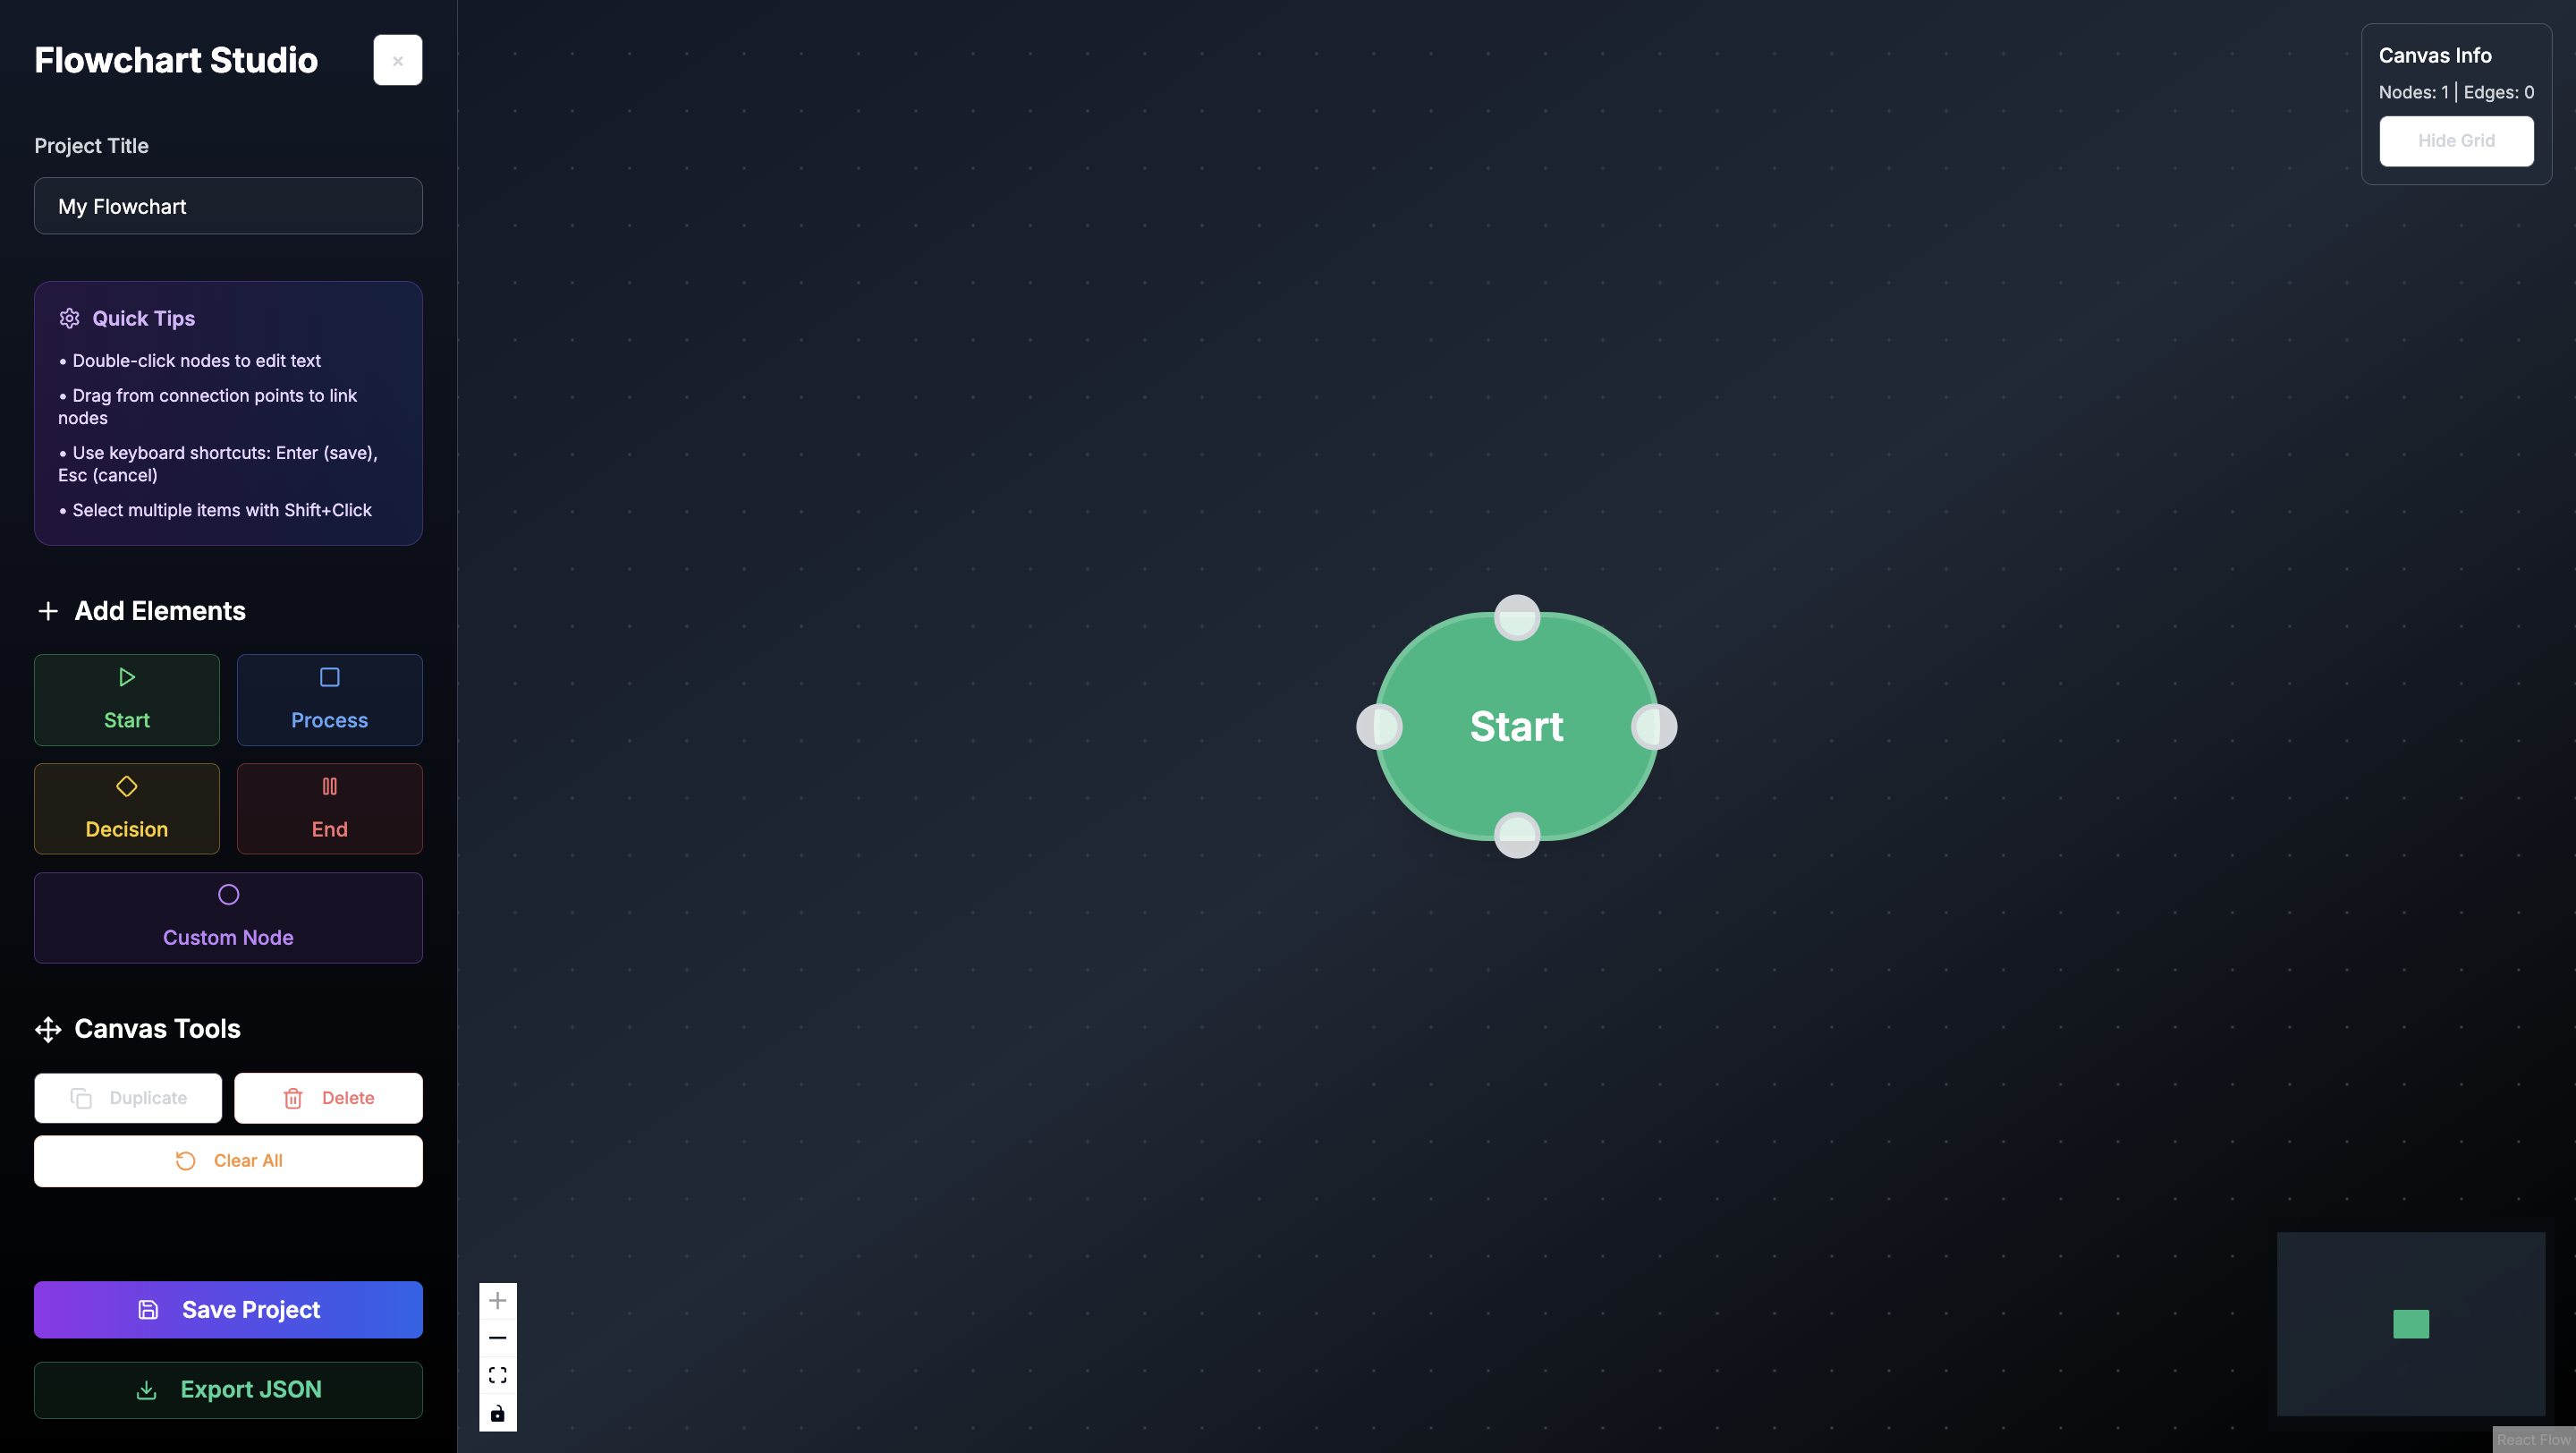 Flowchart Studio
×
Project Title
My Flowchart
Quick Tips
• Double-click nodes to edit text
• Drag from connection points to link
nodes
• Use keyboard shortcuts: Enter (save),
Esc (cancel)
• Select multiple items with Shift+Click
Add Elements
Start
Process
Decision
End
Custom Node
Canvas Tools
Duplicate
Delete
Clear All
Save Project
Export JSON
Start
Canvas Info
Nodes: 1 | Edges: 0
Hide Grid
React Flow